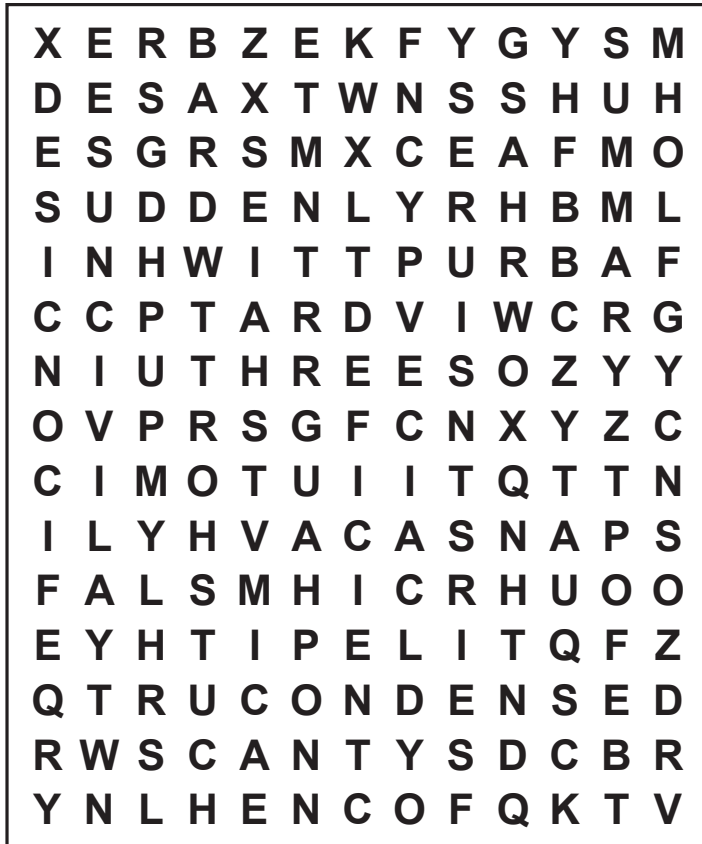 X E R B Z E K F Y G Y S M
D E S A X T W N S S H U H
E S G R S M X C E A F M O
S U D D E N L Y R H B M L
I N H W I T T P U R B A F
C C P T A R D V I W C R G
N I U T H R E E S O Z Y Y
O V P R S G F C N X Y Z C
C I M O T U I I T Q T T N
I L Y H V A C A S N A P S
F A L S M H I C R H U O O
E Y H T I P E L I T Q F Z
Q T R U C O N D E N S E D
R W S C A N T Y S D C B R
Y N L H E N C O F Q K T V